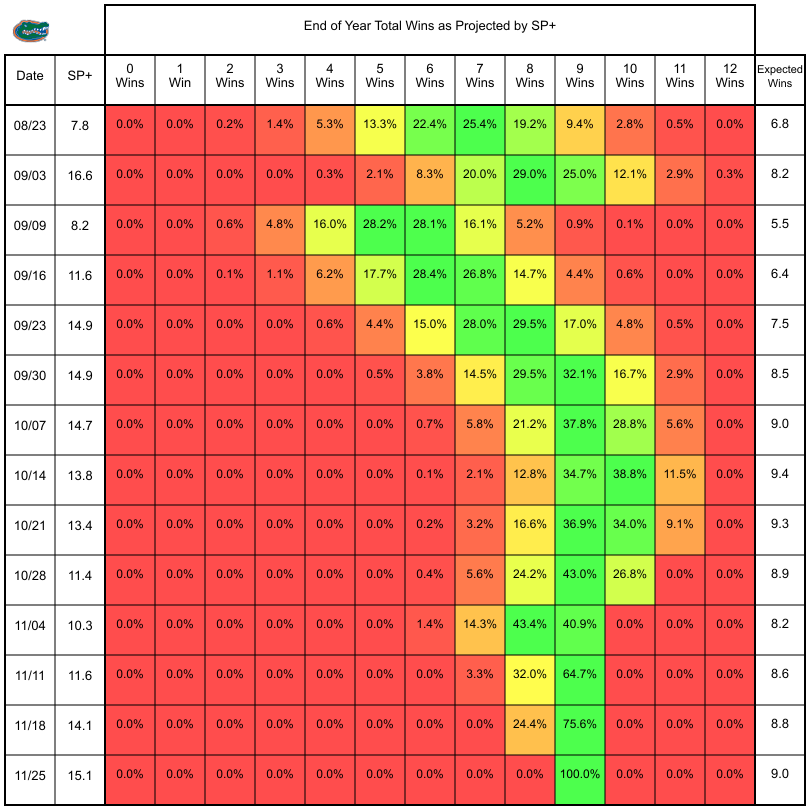 End of Year Total Wins as Projected by SP+
Date SP+ 0 Wins 1 Win 2 Wins 3 Wins 4 Wins 5 Wins 6 Wins 7 Wins 8 Wins 9 Wins 10 Wins 11 Wins 12 Wins Expected Wins
08/23 7.8 0.0% 0.0% 0.2% 1.4% 5.3% 13.3% 22.4% 25.4% 19.2% 9.4% 2.8% 0.5% 0.0% 6.8
09/03 16.6 0.0% 0.0% 0.0% 0.0% 0.3% 2.1% 8.3% 20.0% 29.0% 25.0% 12.1% 2.9% 0.3% 8.2
09/09 8.2 0.0% 0.0% 0.6% 4.8% 16.0% 28.2% 28.1% 16.1% 5.2% 0.9% 0.1% 0.0% 0.0% 5.5
09/16 11.6 0.0% 0.0% 0.1% 1.1% 6.2% 17.7% 28.4% 26.8% 14.7% 4.4% 0.6% 0.0% 0.0% 6.4
09/23 14.9 0.0% 0.0% 0.0% 0.0% 0.6% 4.4% 15.0% 28.0% 29.5% 17.0% 4.8% 0.5% 0.0% 7.5
09/30 14.9 0.0% 0.0% 0.0% 0.0% 0.0% 0.5% 3.8% 14.5% 29.5% 32.1% 16.7% 2.9% 0.0% 8.5
10/07 14.7 0.0% 0.0% 0.0% 0.0% 0.0% 0.0% 0.7% 5.8% 21.2% 37.8% 28.8% 5.6% 0.0% 9.0
10/14 13.8 0.0% 0.0% 0.0% 0.0% 0.0% 0.0% 0.1% 2.1% 12.8% 34.7% 38.8% 11.5% 0.0% 9.4
10/21 13.4 0.0% 0.0% 0.0% 0.0% 0.0% 0.0% 0.2% 3.2% 16.6% 36.9% 34.0% 9.1% 0.0% 9.3
10/28 11.4 0.0% 0.0% 0.0% 0.0% 0.0% 0.0% 0.4% 5.6% 24.2% 43.0% 26.8% 0.0% 0.0% 8.9
11/04 10.3 0.0% 0.0% 0.0% 0.0% 0.0% 0.0% 1.4% 14.3% 43.4% 40.9% 0.0% 0.0% 0.0% 8.2
11/11 11.6 0.0% 0.0% 0.0% 0.0% 0.0% 0.0% 0.0% 3.3% 32.0% 64.7% 0.0% 0.0% 0.0% 8.6
11/18 14.1 0.0% 0.0% 0.0% 0.0% 0.0% 0.0% 0.0% 0.0% 24.4% 75.6% 0.0% 0.0% 0.0% 8.8
11/25 15.1 0.0% 0.0% 0.0% 0.0% 0.0% 0.0% 0.0% 0.0% 0.0% 100.0% 0.0% 0.0% 0.0% 9.0